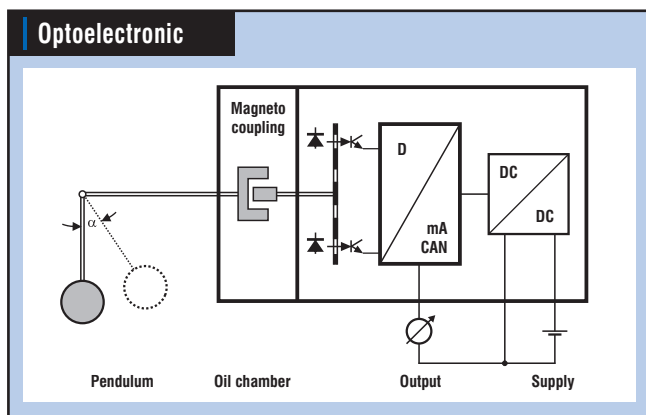 Optoelectronic
Magneto
coupling
D
DC
α
mA
CAN
DC
Pendulum
Oil chamber
Output
Supply